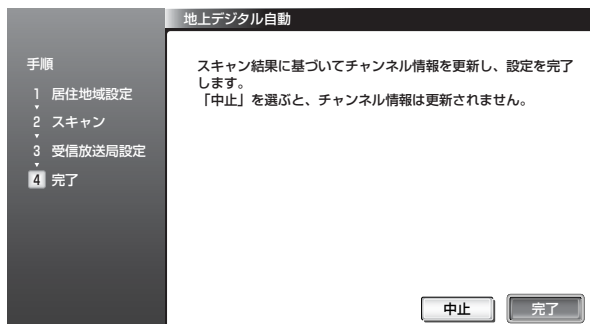 地上デジタル自動
手順
1 居住地域設定
2 スキャン
3 受信放送局設定
4 完了
スキャン結果に基づいてチャンネル情報を更新し、設定を完了
します。
「中止」を選ぶと、チャンネル情報は更新されません。
中止
完了